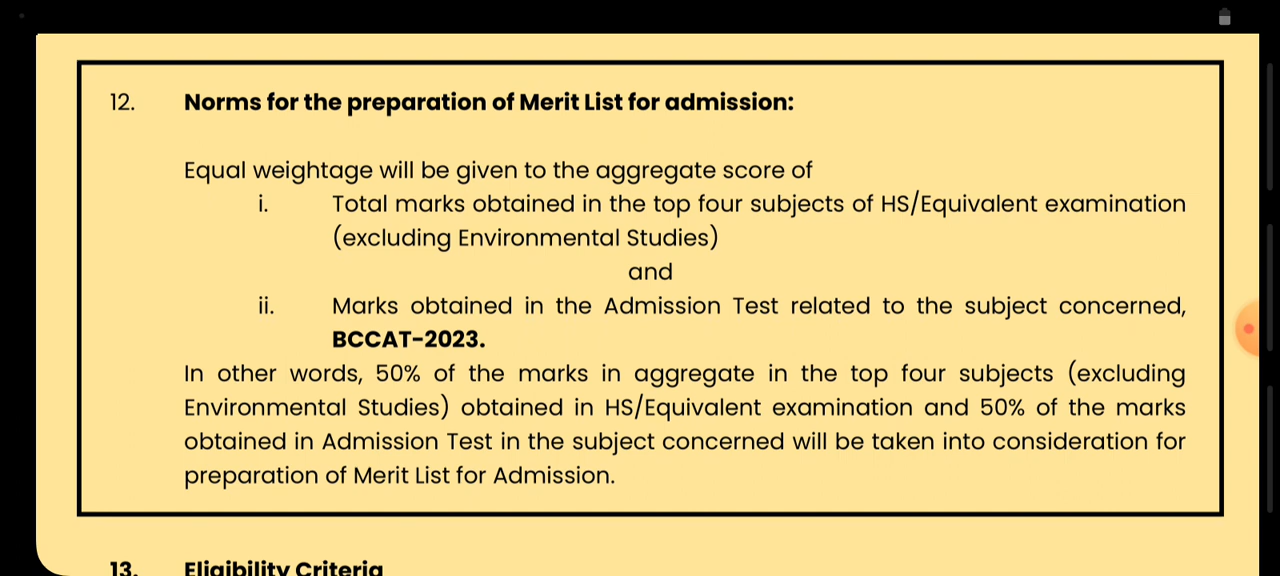 12. Norms for the preparation of Merit List for admission:
Equal weightage will be given to the aggregate score of
i. Total marks obtained in the top four subjects of HS/Equivalent examination
(excluding Environmental Studies)
and
ii. Marks obtained in the Admission Test related to the subject concerned,
BCCAT-2023.
In other words, 50% of the marks in aggregate in the top four subjects (excluding
Environmental Studies) obtained in HS/Equivalent examination and 50% of the marks
obtained in Admission Test in the subject concerned will be taken into consideration for
preparation of Merit List for Admission.
13. Eligibility Criteria